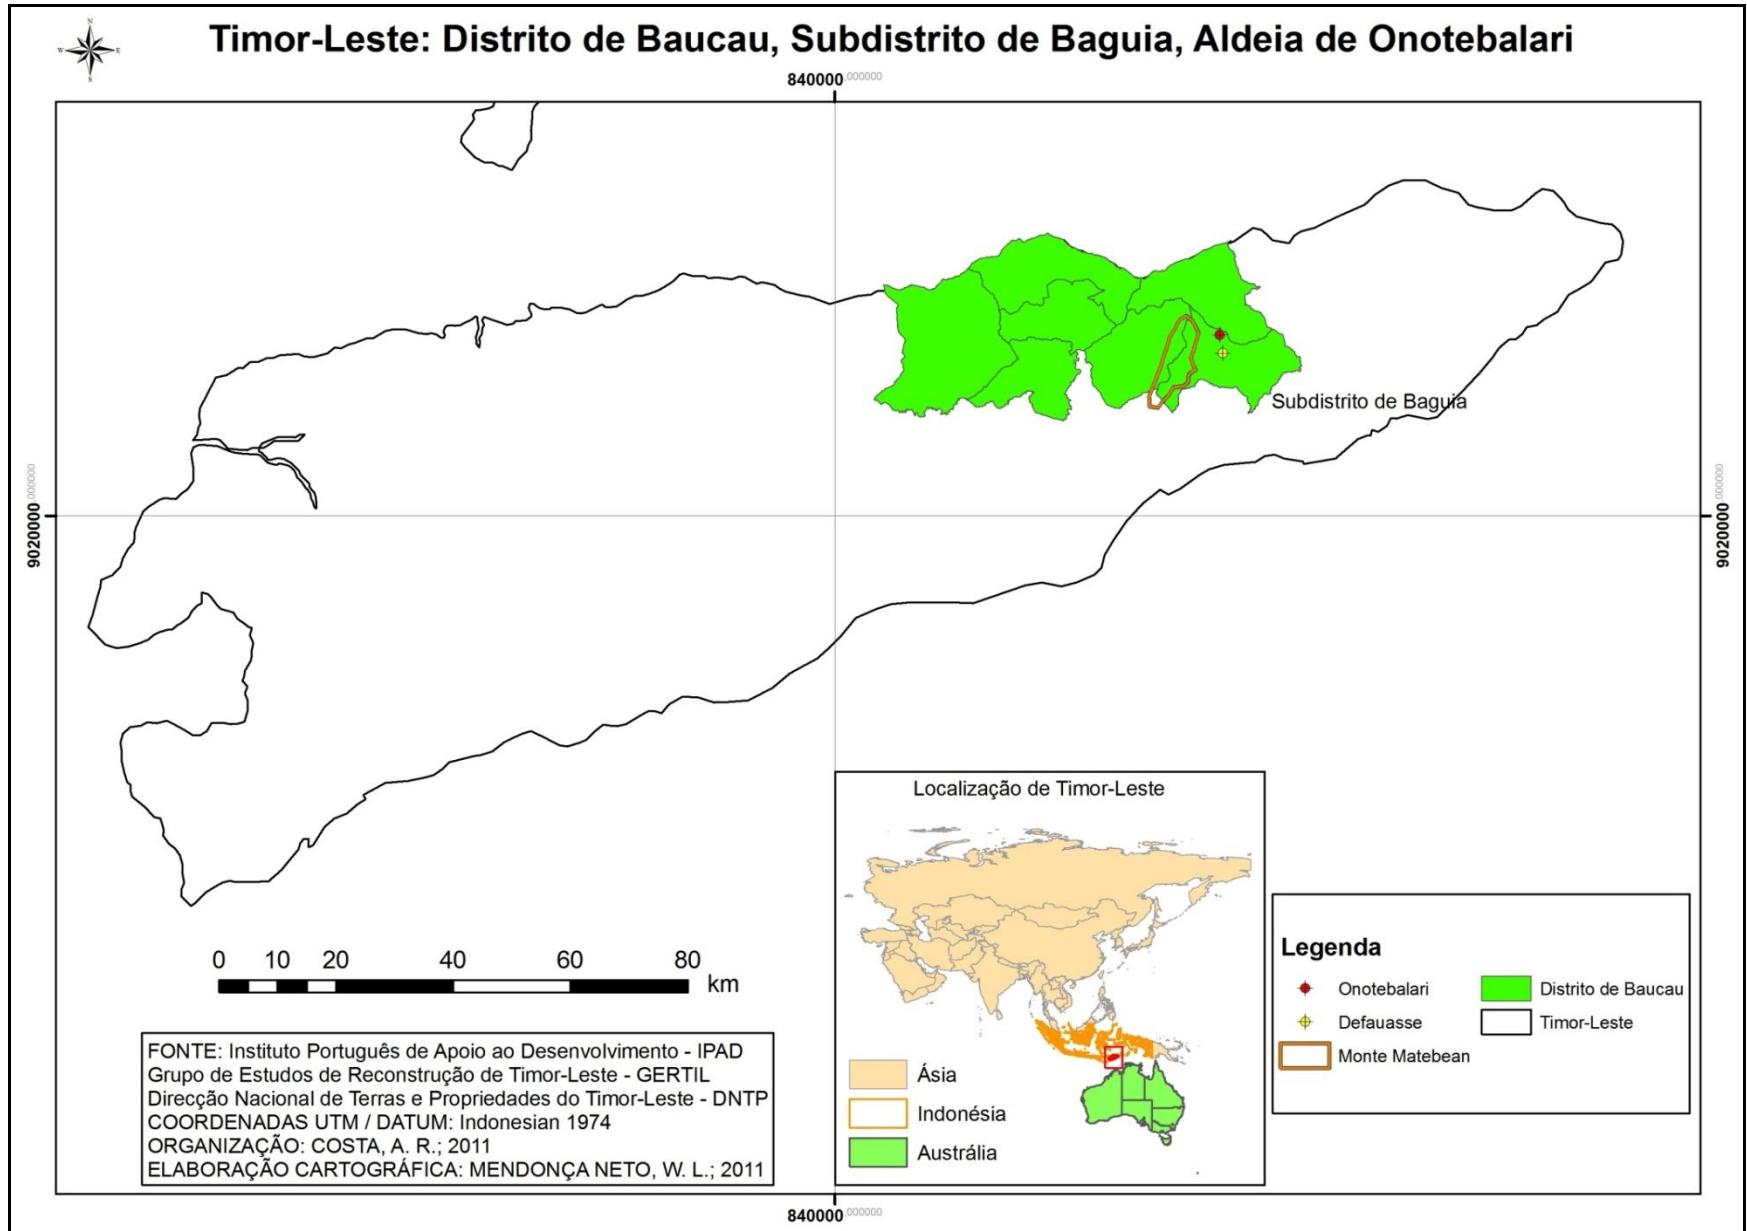 Timor-Leste: Distrito de Baucau, Subdistrito de Baguia, Aldeia de Onotebalari
N
W E
S
840000,000000
9020000,000000
9020000,000000
Subdistrito de Baguia
Localização de Timor-Leste
Ásia
Indonésia
Austrália
Legenda
Onotebalari
Distrito de Baucau
Defauasse
Timor-Leste
Monte Matebean
0 10 20 40 60 80
km
FONTE: Instituto Português de Apoio ao Desenvolvimento - IPAD
Grupo de Estudos de Reconstrução de Timor-Leste - GERTIL
Direcção Nacional de Terras e Propriedades do Timor-Leste - DNTP
COORDENADAS UTM / DATUM: Indonesian 1974
ORGANIZAÇÃO: COSTA, A. R.; 2011
ELABORAÇÃO CARTOGRÁFICA: MENDONÇA NETO, W. L.; 2011
840000,000000